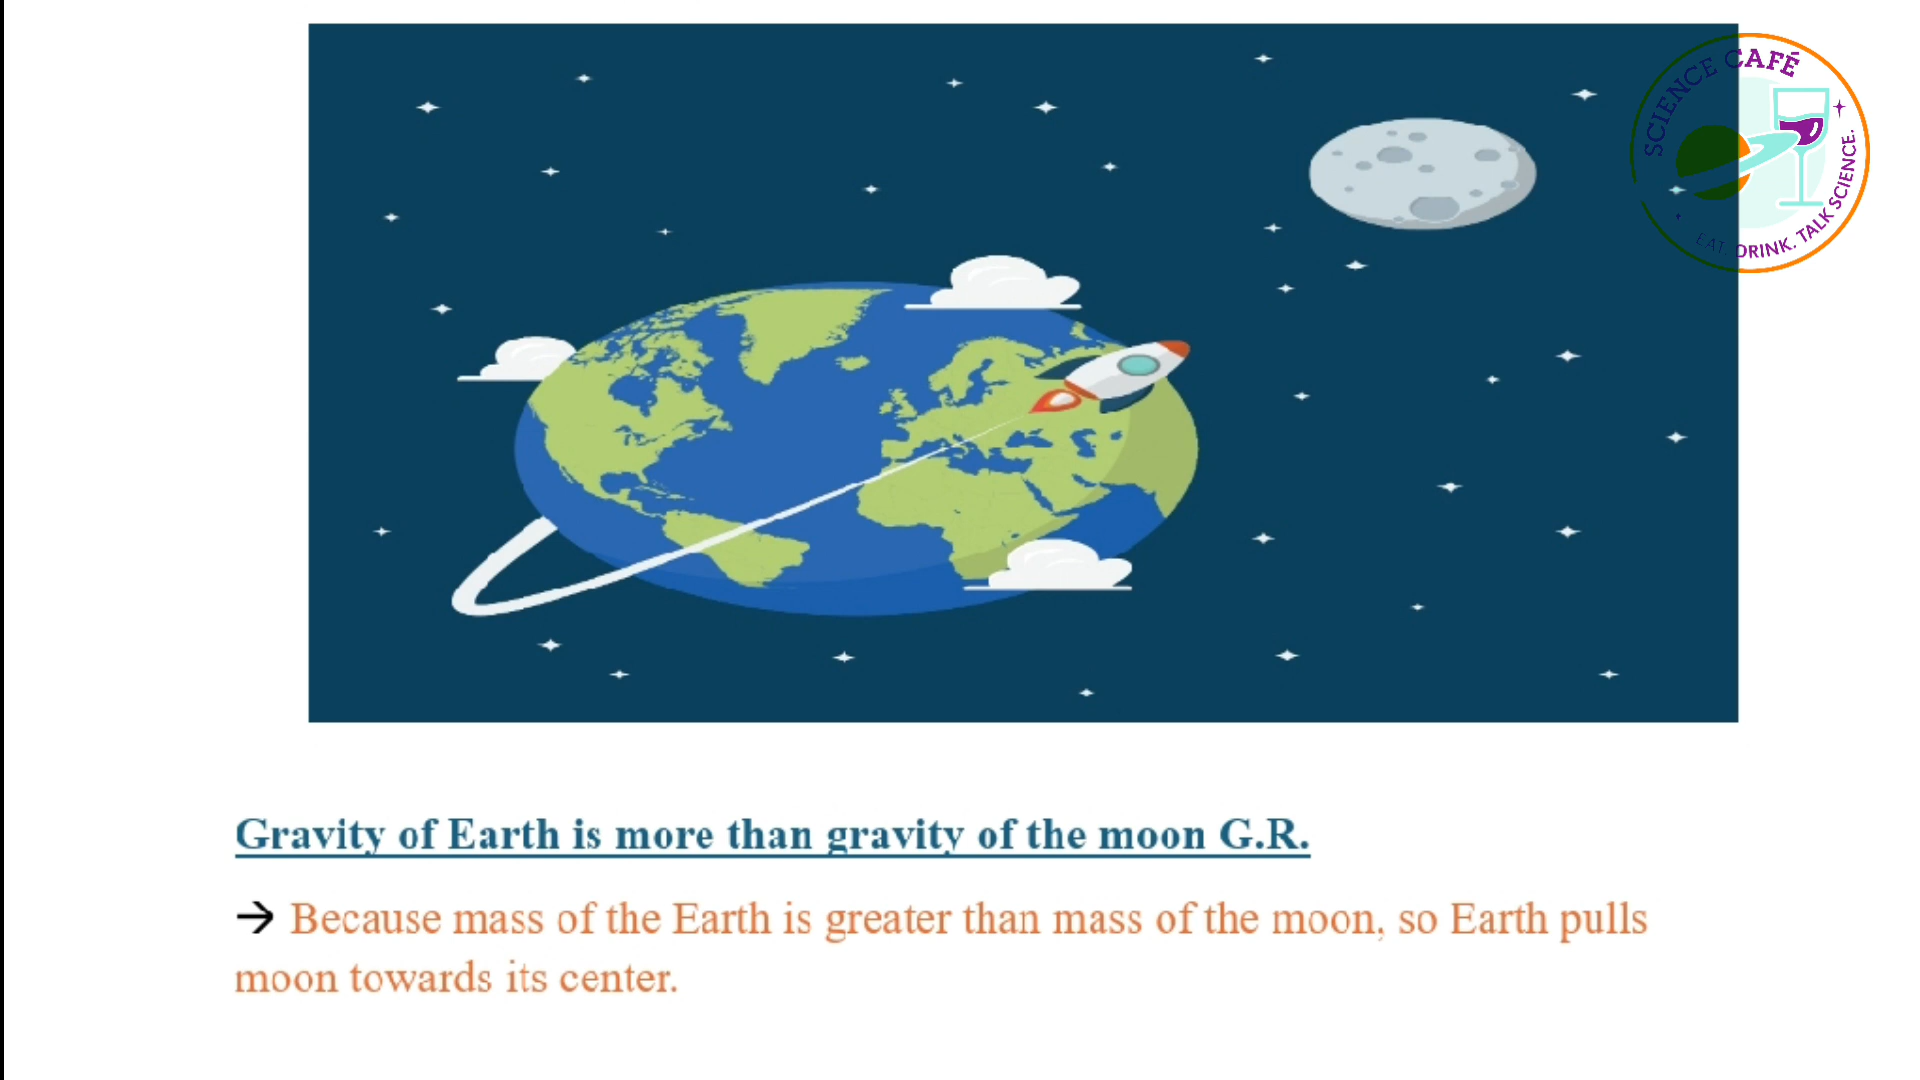 SCIENCE CAFÉ
EAT. DRINK. TALK SCIENCE.
Gravity of Earth is more than gravity of the moon G.R.
→ Because mass of the Earth is greater than mass of the moon, so Earth pulls
moon towards its center.